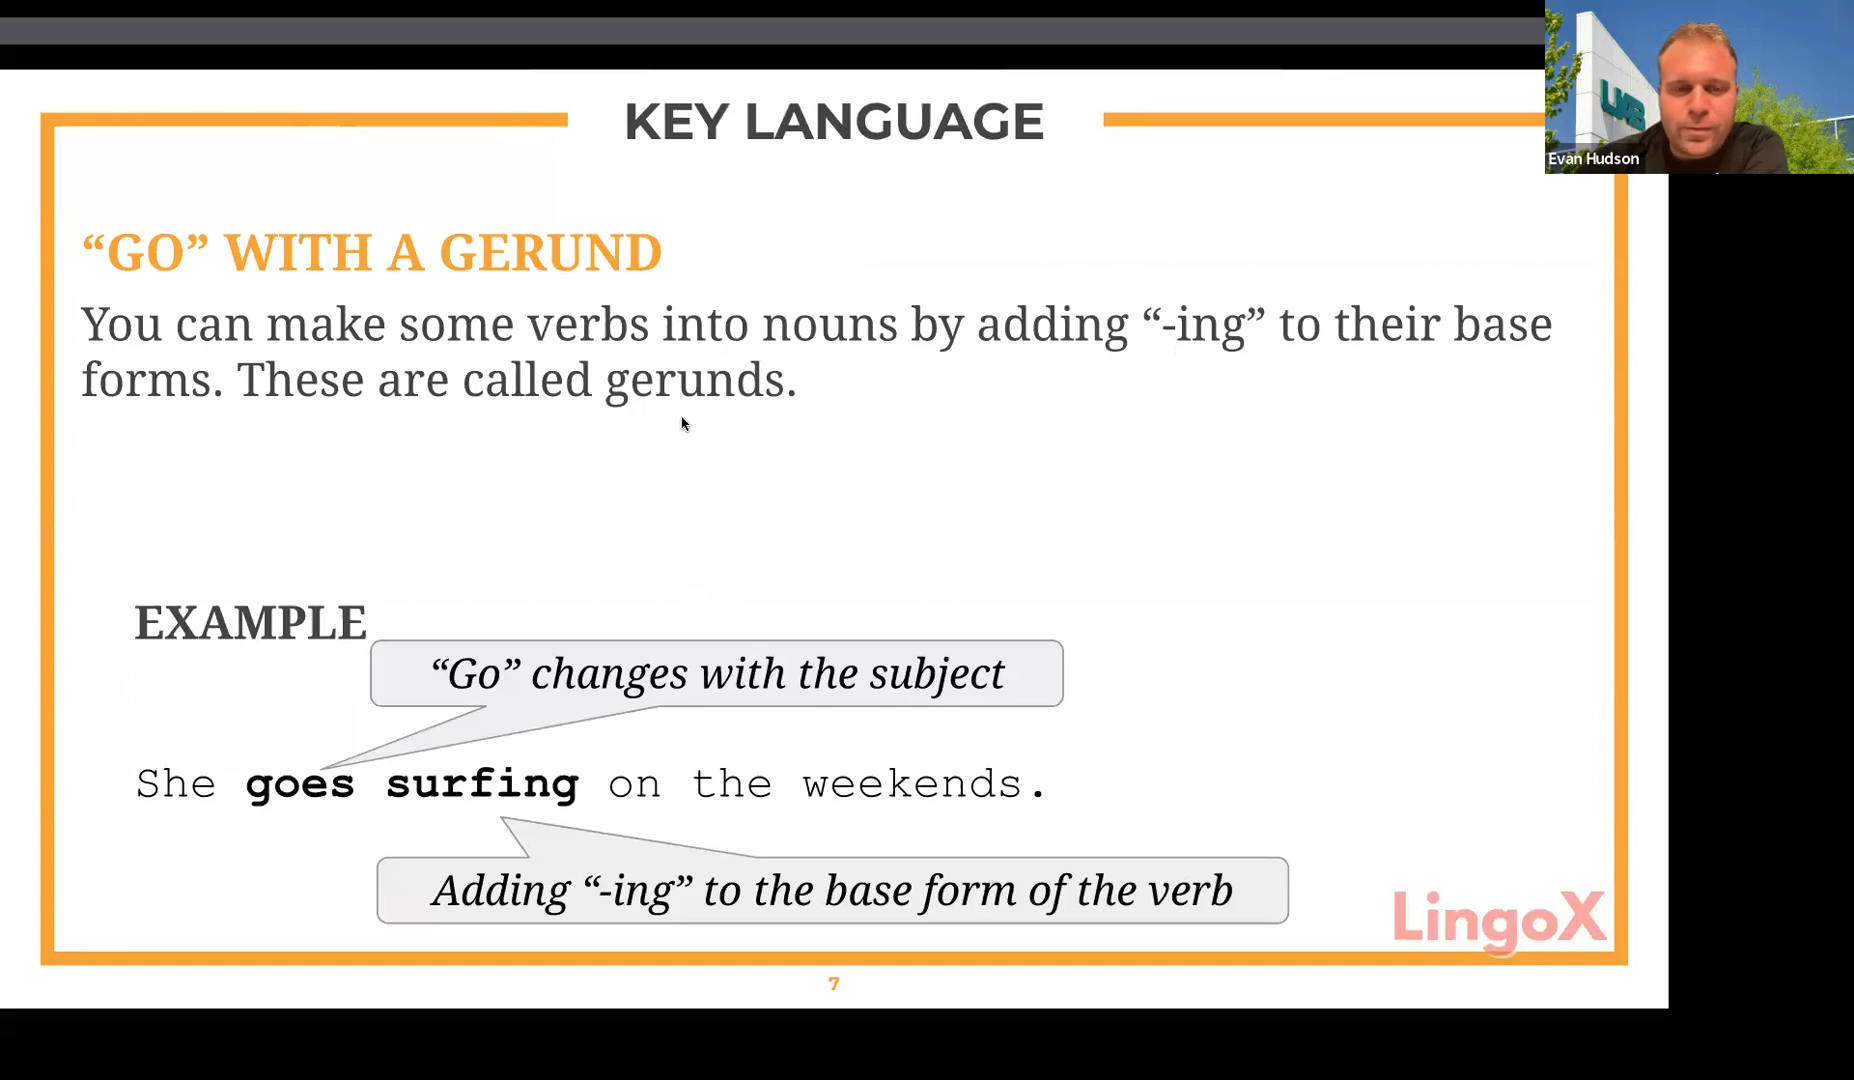 KEY LANGUAGE
UAB
Evan Hudson
“GO” WITH A GERUND
You can make some verbs into nouns by adding “-ing” to their base
forms. These are called gerunds.
EXAMPLE
“Go” changes with the subject
She goes surfing on the weekends.
Adding “-ing” to the base form of the verb
LingoX
7